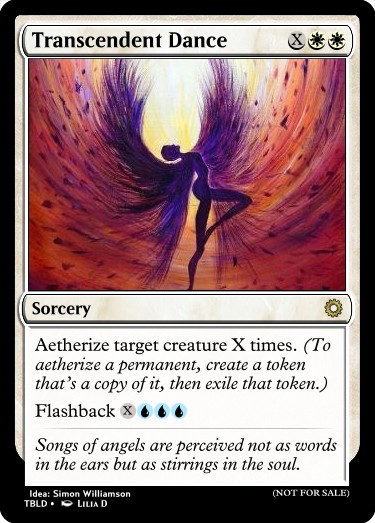 Transcendent Dance X
Sorcery
Aetherize target creature X times. (To
aetherize a permanent, create a token
that's a copy of it, then exile that token.)
Flashback X
Songs of angels are perceived not as words
in the ears but as stirrings in the soul.
Idea: Simon Williamson
(NOT FOR SALE)
TBLD • LILIA D